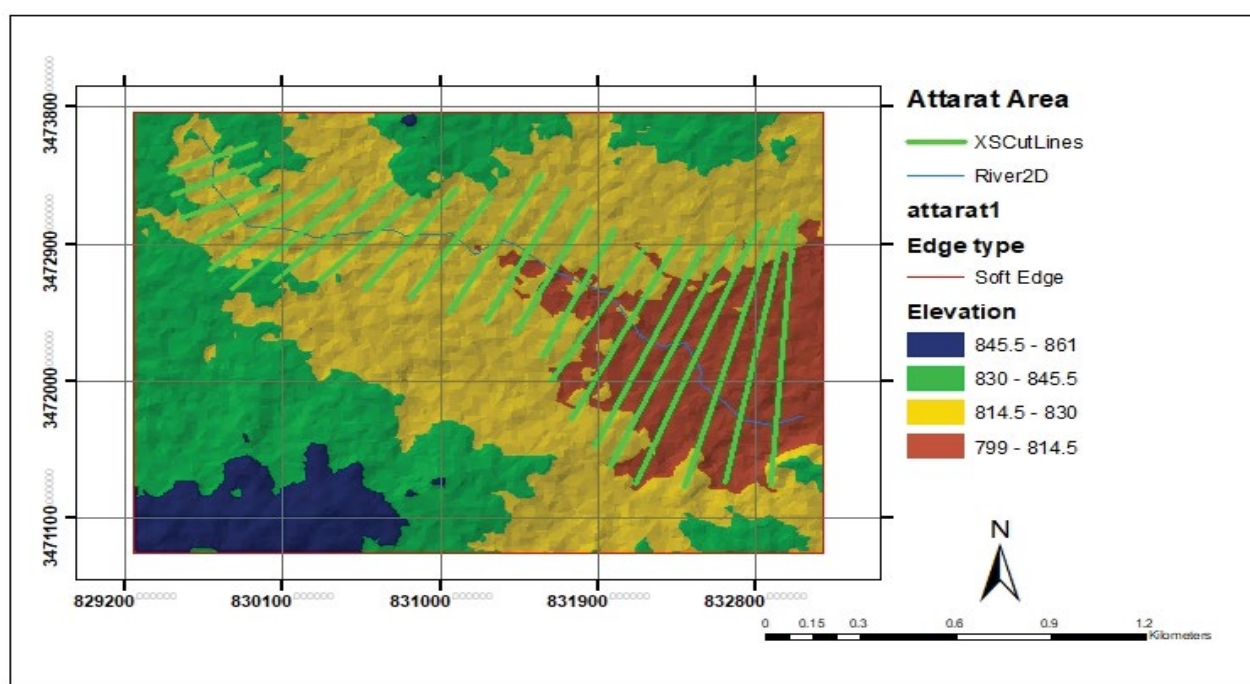 3473800
3472900
3472000
3471100
829200
830100
831000
831900
832800
Attarat Area
XSCutLines
River2D
attarat1
Edge type
Soft Edge
Elevation
845.5 - 861
830 - 845.5
814.5 - 830
799 - 814.5
N
0 0.15 0.3 0.6 0.9 1.2
Kilometers